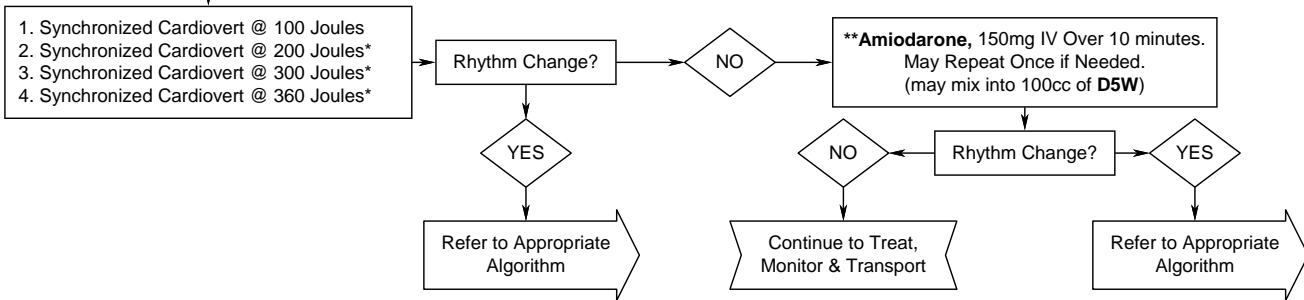 1. Synchronized Cardiovert @ 100 Joules
2. Synchronized Cardiovert @ 200 Joules*
3. Synchronized Cardiovert @ 300 Joules*
4. Synchronized Cardiovert @ 360 Joules*
Rhythm Change?
NO
**Amiodarone, 150mg IV Over 10 minutes.
May Repeat Once if Needed.
(may mix into 100cc of D5W)
YES
NO
Rhythm Change?
YES
Refer to Appropriate
Algorithm
Continue to Treat,
Monitor & Transport
Refer to Appropriate
Algorithm